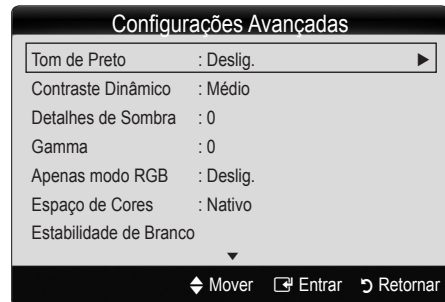 Configurações Avançadas
Tom de Preto : Deslig. ►
Contraste Dinâmico : Médio
Detalhes de Sombra : 0
Gamma : 0
Apenas modo RGB : Deslig.
Espaço de Cores : Nativo
Estabilidade de Branco
▼
Mover Entrar Retornar